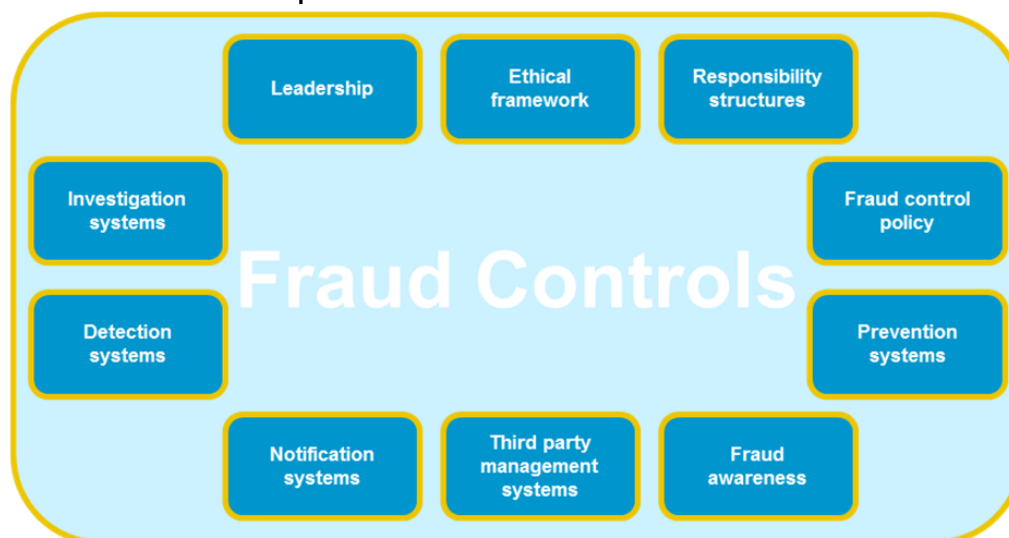 Leadership
Ethical
framework
Responsibility
structures
Investigation
systems
Fraud control
policy
Fraud Controls
Detection
systems
Prevention
systems
Notification
systems
Third party
management
systems
Fraud
awareness